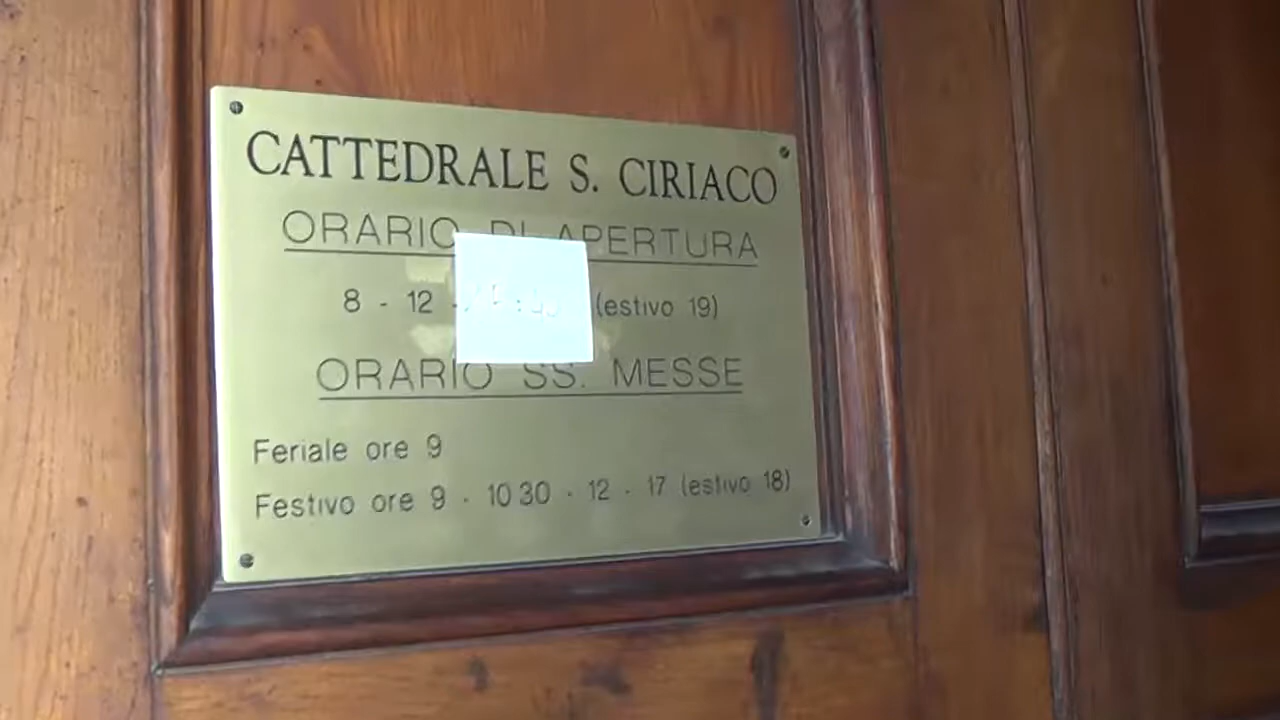 CATTEDRALE S. CIRIACO
ORARIO DI APERTURA
8 - 12 - (estivo 19)
ORARIO SS. MESSE
Feriale ore 9
Festivo ore 9 - 10 30 - 12 - 17 (estivo 18)